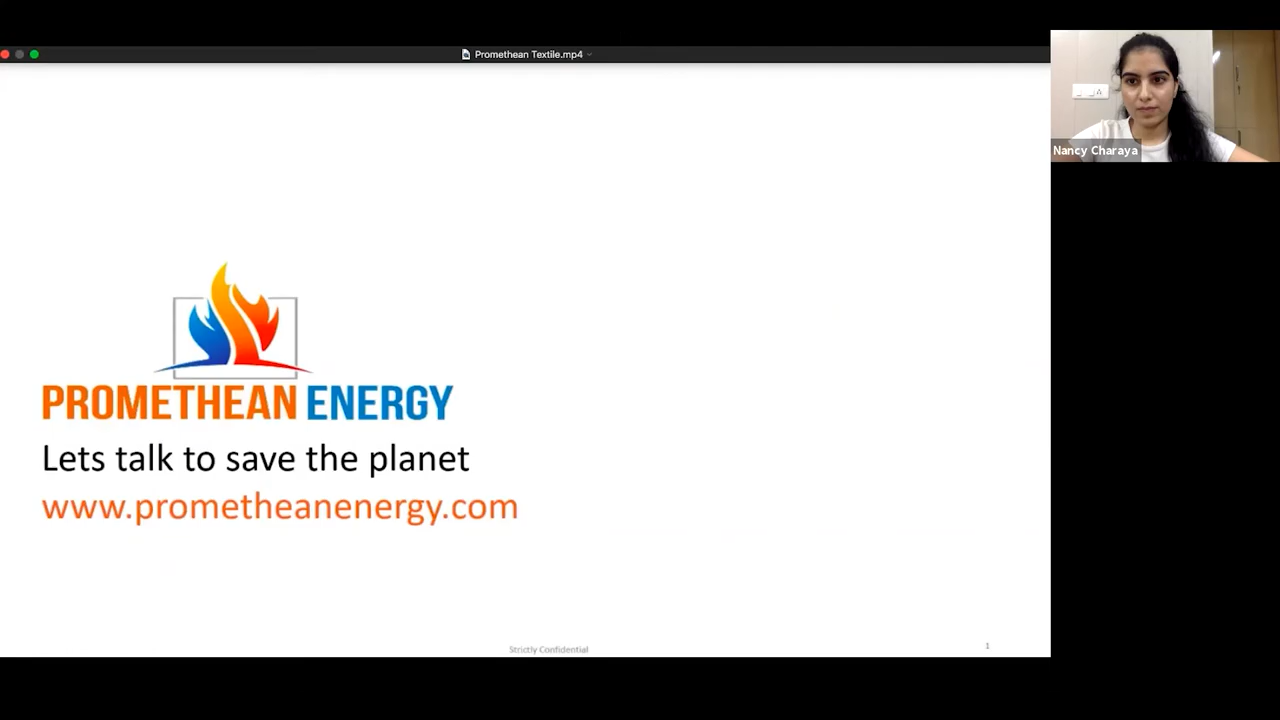 Promethean Textile.mp4
Nancy Charaya
PROMETHEAN ENERGY
Lets talk to save the planet
www.prometheanenergy.com
Strictly Confidential
1